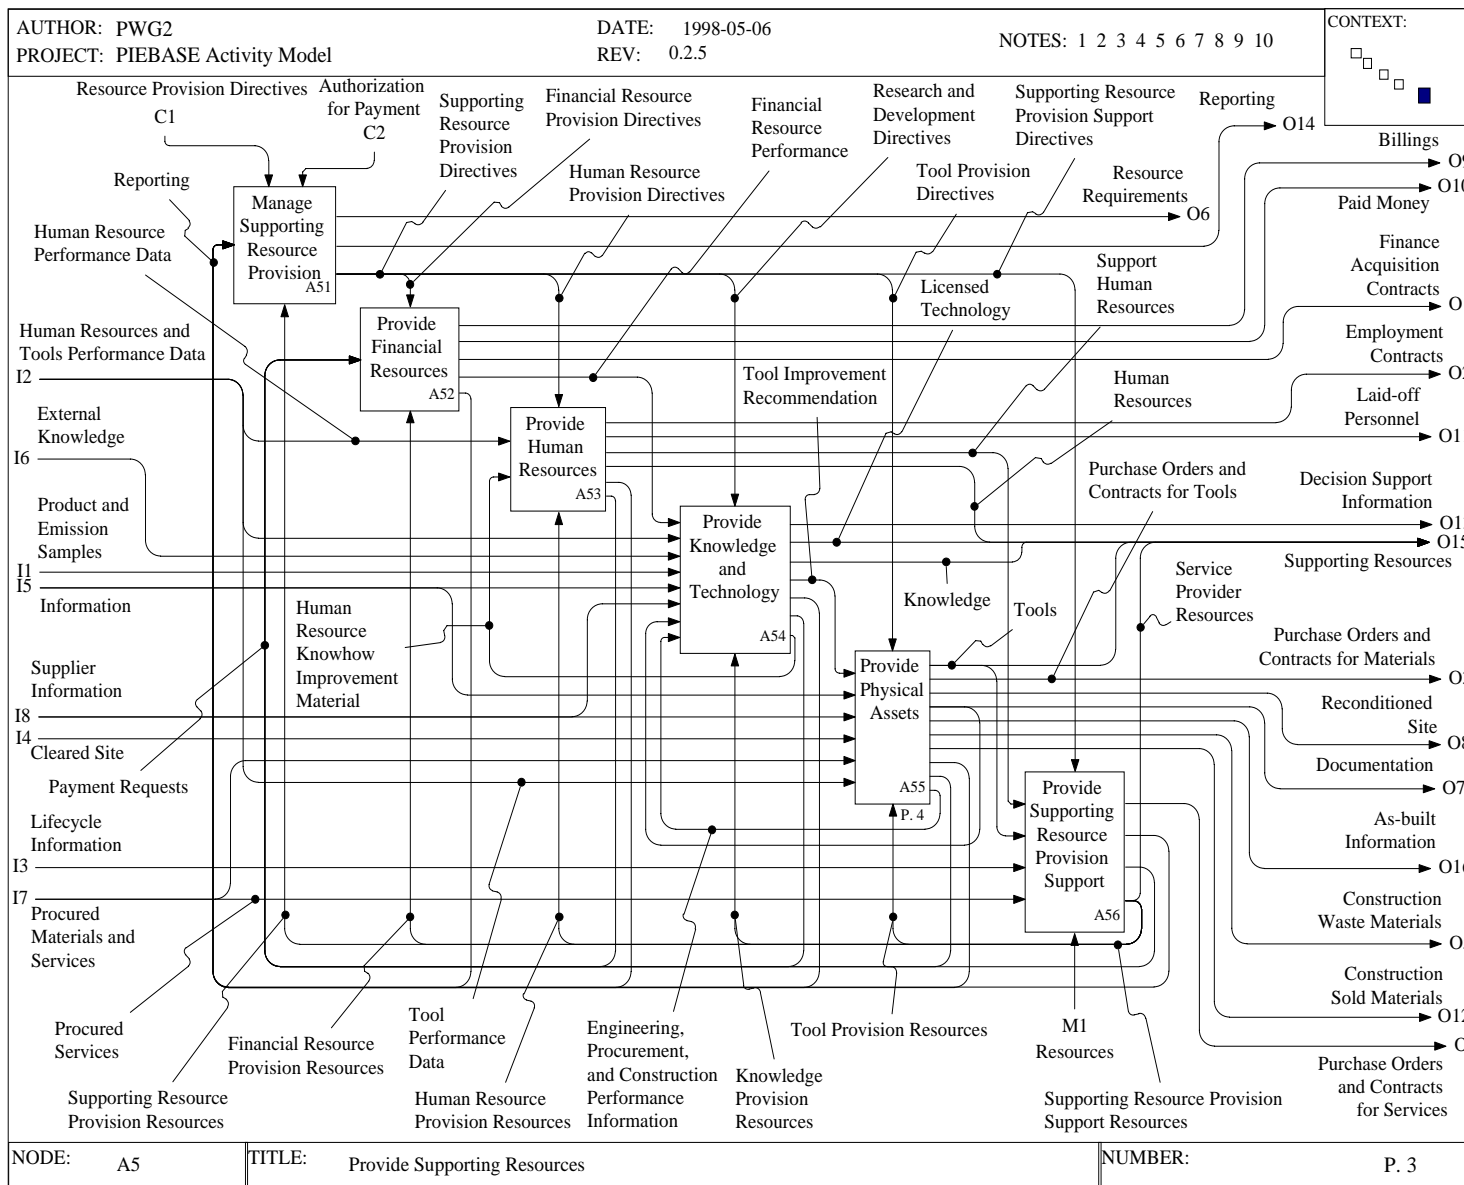 AUTHOR: PWG2
DATE: 1998-05-06
NOTES: 1 2 3 4 5 6 7 8 9 10
CONTEXT:
PROJECT: PIEBASE Activity Model
REV: 0.2.5
Resource Provision Directives
C1
Authorization
for Payment
C2
Supporting
Resource
Provision
Directives
Financial Resource
Provision Directives
Human Resource
Provision Directives
Financial
Resource
Performance
Research and
Development
Directives
Tool Provision
Directives
Supporting Resource
Provision Support
Directives
Reporting
O14
Billings
O9
O10
Paid Money
Resource
Requirements
O6
Reporting
Human Resource
Performance Data
Manage
Supporting
Resource
Provision
A51
Finance
Acquisition
Contracts
O
Support
Human
Resources
Licensed
Technology
Human Resources and
Tools Performance Data
I2
Provide
Financial
Resources
A52
Employment
Contracts
O2
Tool Improvement
Recommendation
Human
Resources
Laid-off
Personnel
O1
External
Knowledge
I6
Provide
Human
Resources
A53
Purchase Orders and
Contracts for Tools
Decision Support
Information
O15
Supporting Resources
Product and
Emission
Samples
I1
I5
Information
Provide
Knowledge
and
Technology
A54
Human
Resource
Knowhow
Improvement
Material
Knowledge
Tools
Service
Provider
Resources
Purchase Orders and
Contracts for Materials
Supplier
Information
I8
I4
Cleared Site
Provide
Physical
Assets
A55
P. 4
Reconditioned
Site
O8
Documentation
O7
Payment Requests
Lifecycle
Information
I3
I7
Provide
Supporting
Resource
Provision
Support
A56
As-built
Information
O16
Procured
Materials and
Services
Construction
Waste Materials
Construction
Sold Materials
O12
O
Purchase Orders
and Contracts
for Services
Procured
Services
Financial Resource
Provision Resources
Supporting Resource
Provision Resources
Tool
Performance
Data
Human Resource
Provision Resources
Engineering,
Procurement,
and Construction
Performance
Information
Knowledge
Provision
Resources
Tool Provision Resources
M1
Resources
Supporting Resource Provision
Support Resources
NODE: A5
TITLE: Provide Supporting Resources
NUMBER: P. 3